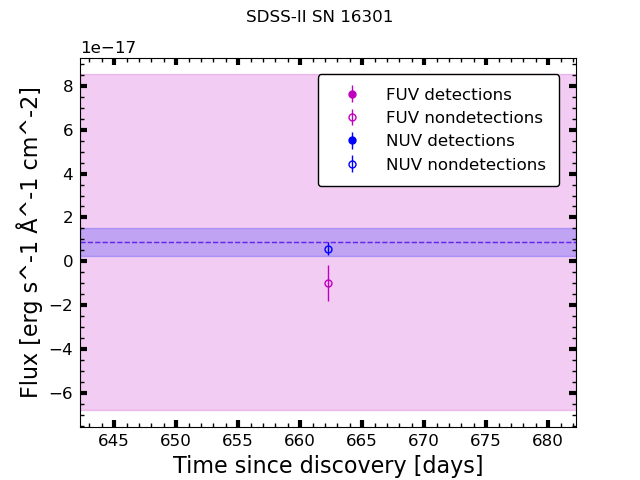 SDSS-II SN 16301
1e−17
FUV detections
FUV nondetections
NUV detections
NUV nondetections
8
6
4
2
0
−2
−4
−6
Flux [erg s^-1 Å^-1 cm^-2]
645 650 655 660 665 670 675 680
Time since discovery [days]